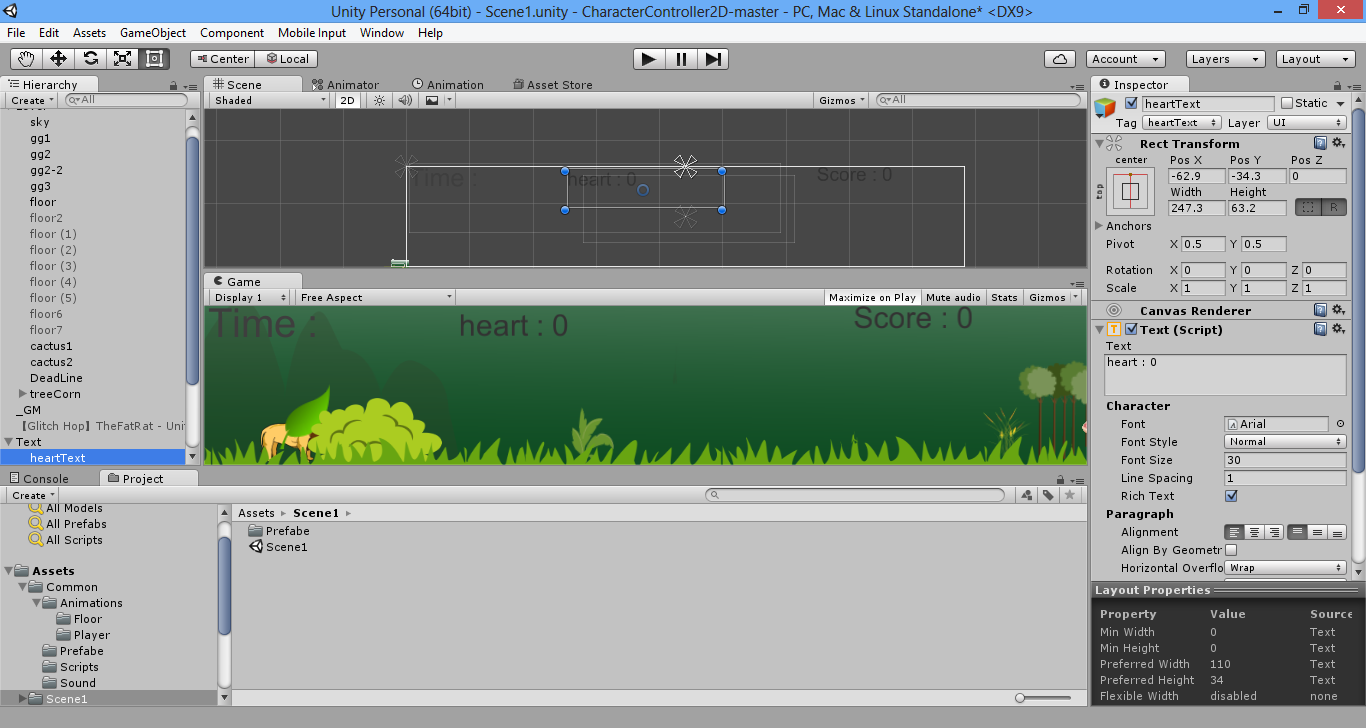 Unity Personal (64bit) - Scene1.unity - CharacterController2D-master - PC, Mac & Linux Standalone* <DX9>
File Edit Assets GameObject Component Mobile Input Window Help
Center Local Account Layers Layout
Hierarchy
Create All
sky
gg1
gg2
gg2-2
gg3
floor
floor2
floor (1)
floor (2)
floor (3)
floor (4)
floor (5)
floor6
floor7
cactus1
cactus2
DeadLine
treeCorn
_GM
【Glitch Hop】TheFatRat - Uni
Text
heartText
Scene Animator Animation Asset Store
Shaded 2D Gizmos All
Time :
heart : 0
Score : 0
Game
Display 1 Free Aspect Maximize on Play Mute audio Stats Gizmos
Time :
heart : 0
Score : 0
Inspector
heartText Static
Tag heartText Layer UI
Rect Transform
center Pos X Pos Y Pos Z
top
-62.9 -34.3 0
Width Height
247.3 63.2 R
Anchors
Pivot X 0.5 Y 0.5
Rotation X 0 Y 0 Z 0
Scale X 1 Y 1 Z 1
Canvas Renderer
Text (Script)
Text
heart : 0
Character
Font Arial
Font Style Normal
Font Size 30
Line Spacing 1
Rich Text
Paragraph
Alignment
Align By Geometr
Horizontal Overflo Wrap
Layout Properties
Property Value Source
Min Width 0 Text
Min Height 0 Text
Preferred Width 110 Text
Preferred Height 34 Text
Flexible Width disabled none
Console Project
Create
All Models
All Prefabs
All Scripts
Assets
Common
Animations
Floor
Player
Prefabe
Scripts
Sound
Scene1
Assets Scene1
Prefabe
Scene1